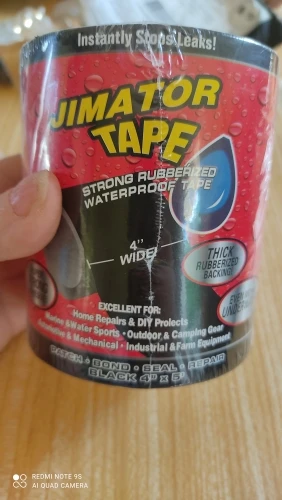 Instantly Stops Leaks!
JIMATOR
TAPE
STRONG RUBBERIZED
WATERPROOF TAPE
4"
WIDE
THICK
RUBBERIZED
BACKING!
EXCELLENT FOR:
·Home Repairs & DIY Projects
Marine & Water Sports · Outdoor & Camping Gear
& Mechanical · Industrial & Farm Equipment
PATCH · BOND · SEAL · REPAIR
BLACK 4" x 5'
REDMI NOTE 9S
AI QUAD CAMERA